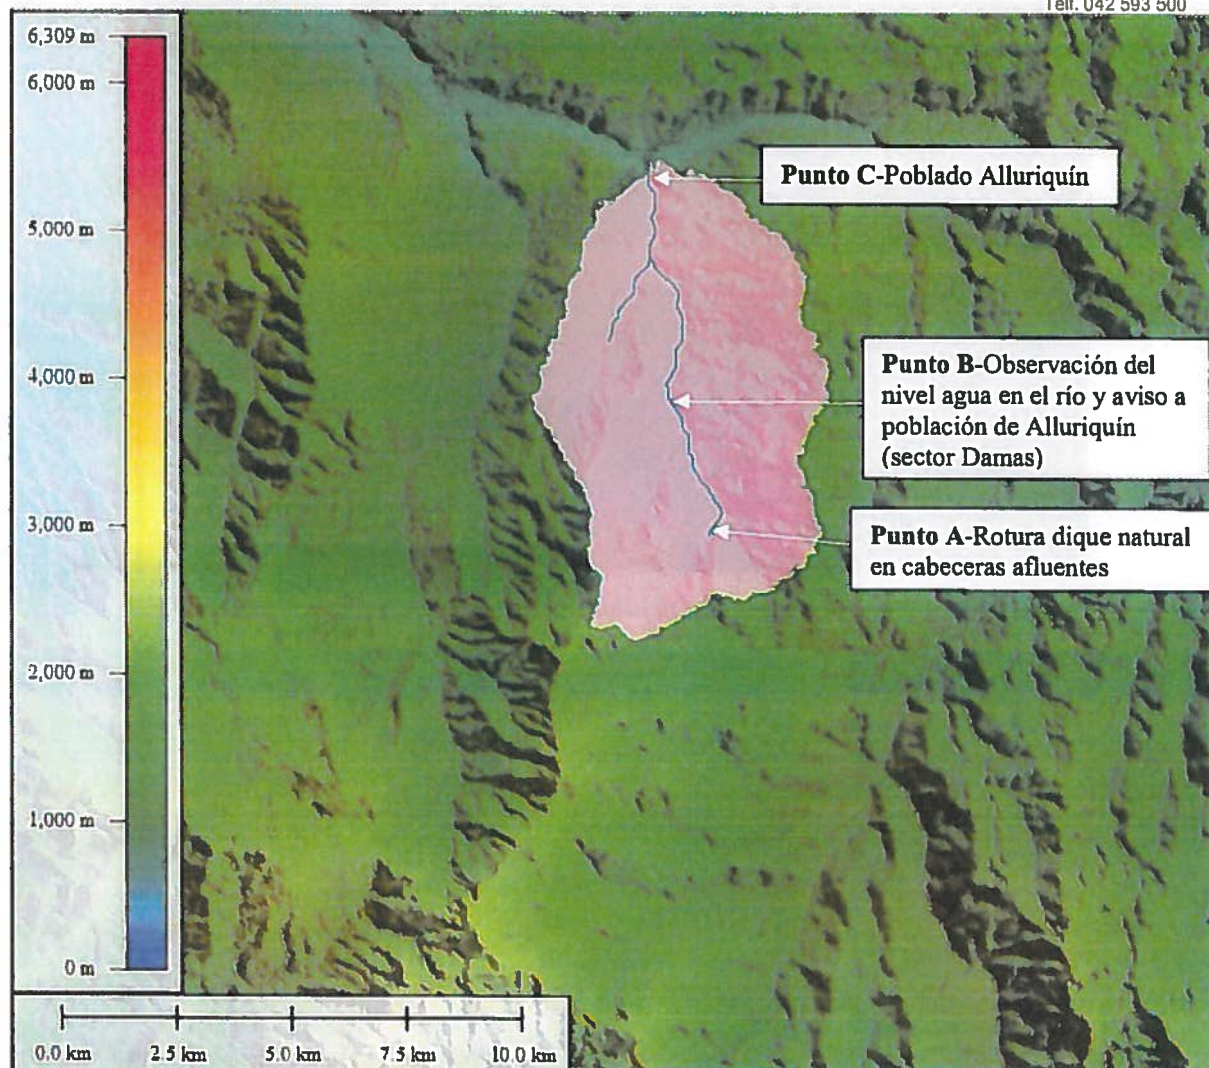 Telf. 042 593 500
6,309 m
6,000 m
5,000 m
4,000 m
3,000 m
2,000 m
1,000 m
0 m
Punto C-Poblado Alluriquín
Punto B-Observación del
nivel agua en el río y aviso a
población de Alluriquín
(sector Damas)
Punto A-Rotura dique natural
en cabeceras afluentes
0.0 km 2.5 km 5.0 km 7.5 km 10.0 km